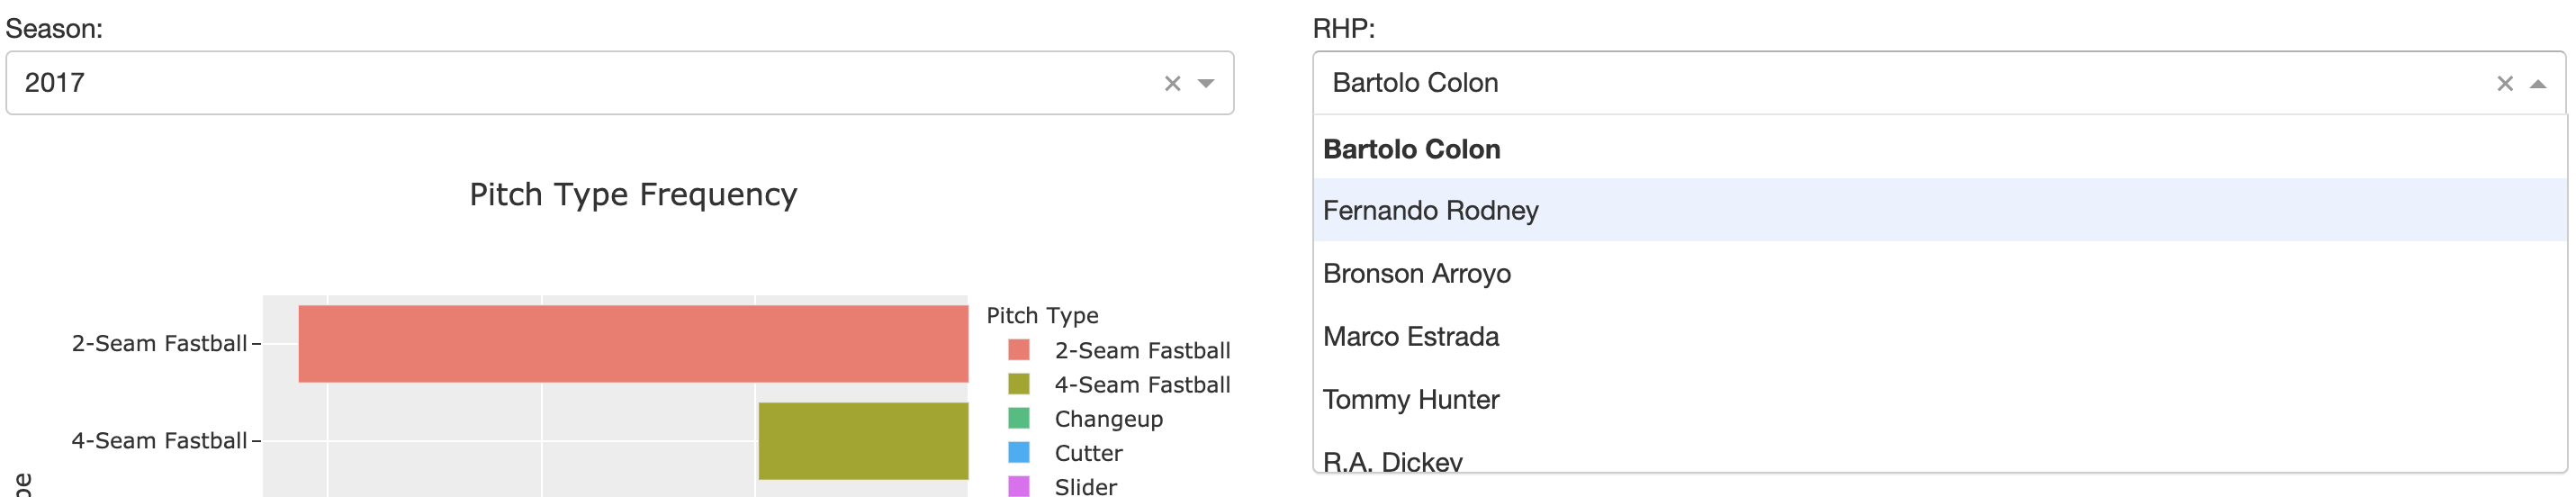 Season:
2017
Pitch Type Frequency
2-Seam Fastball
4-Seam Fastball
Pitch Type
2-Seam Fastball
4-Seam Fastball
Changeup
Cutter
Slider
RHP:
Bartolo Colon
Bartolo Colon
Fernando Rodney
Bronson Arroyo
Marco Estrada
Tommy Hunter
R.A. Dickey